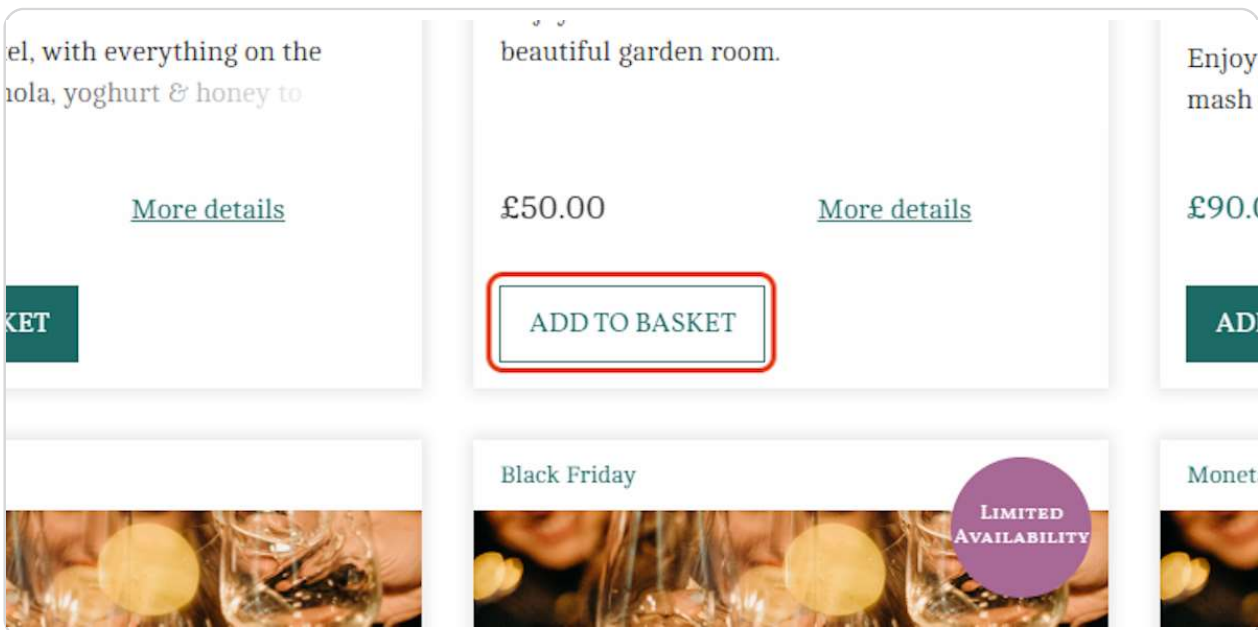 el, with everything on the
nola, yoghurt & honey to
More details
KET
beautiful garden room.
£50.00
More details
ADD TO BASKET
Enjoy
mash
£90.0
ADD
Black Friday
LIMITED
AVAILABILITY
Monet